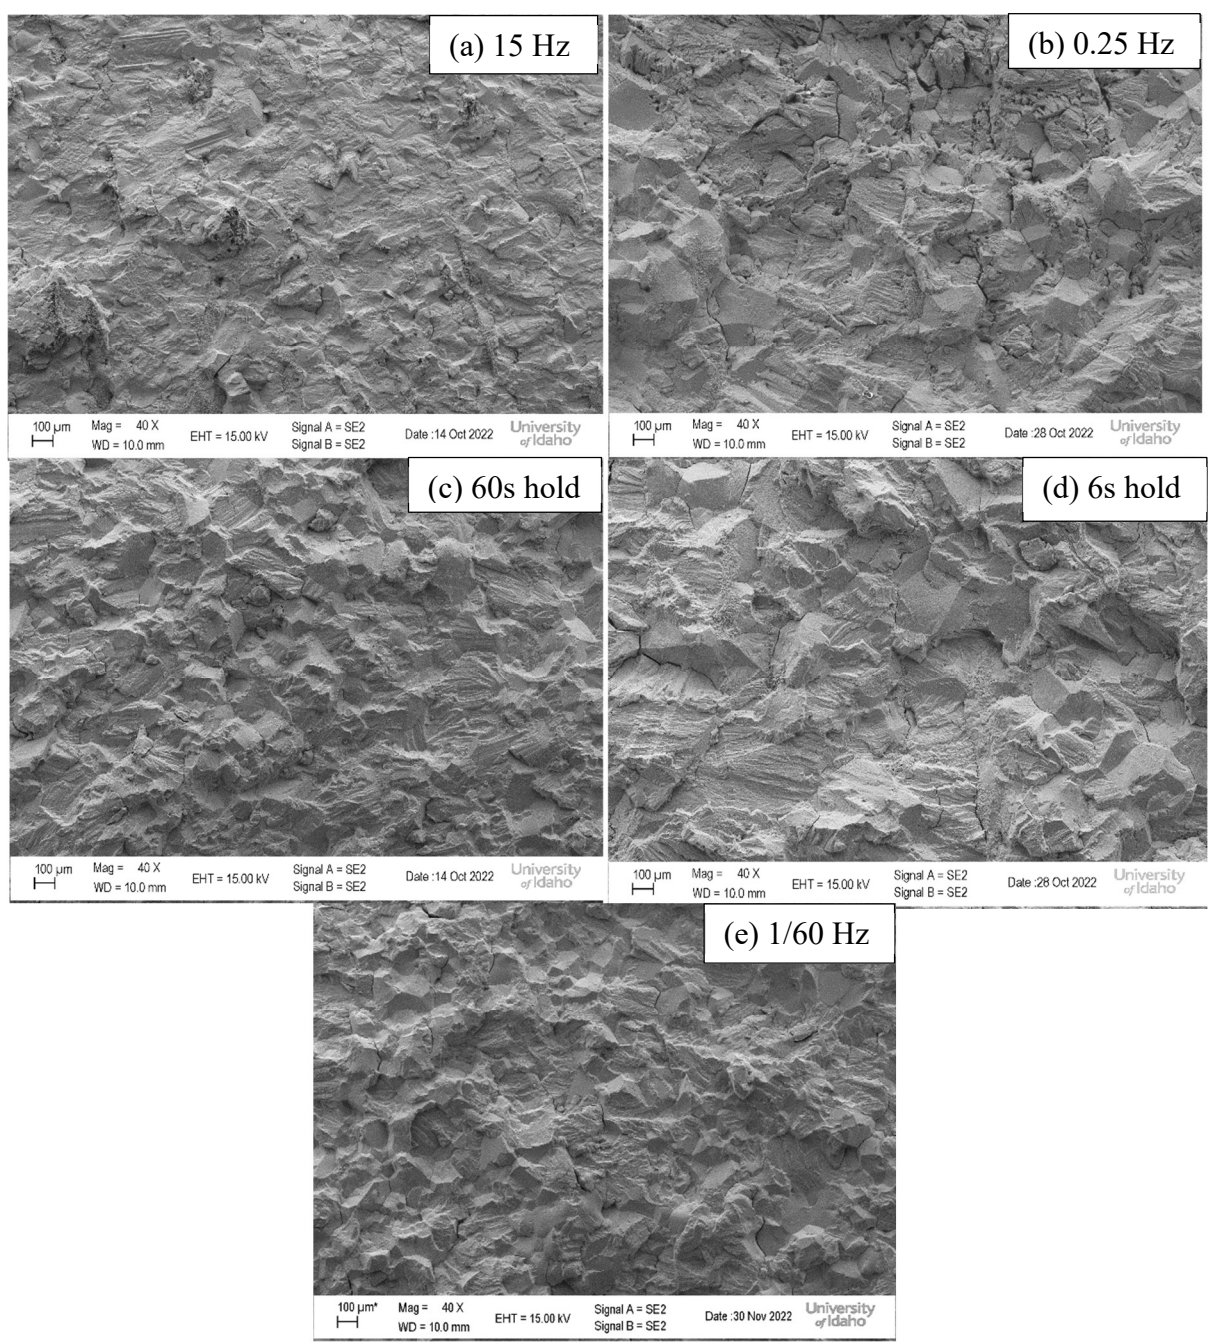 (a) 15 Hz
(b) 0.25 Hz
100 µm
Mag = 40 X
WD = 10.0 mm
EHT = 15.00 kV
Signal A = SE2
Signal B = SE2
Date :14 Oct 2022
University
of Idaho
100 µm
Mag = 40 X
WD = 10.0 mm
EHT = 15.00 kV
Signal A = SE2
Signal B = SE2
Date :28 Oct 2022
University
of Idaho
(c) 60s hold
(d) 6s hold
100 µm
Mag = 40 X
WD = 10.0 mm
EHT = 15.00 kV
Signal A = SE2
Signal B = SE2
Date :14 Oct 2022
University
of Idaho
100 µm
Mag = 40 X
WD = 10.0 mm
EHT = 15.00 kV
Signal A = SE2
Signal B = SE2
Date :28 Oct 2022
University
of Idaho
(e) 1/60 Hz
100 µm*
Mag = 40 X
WD = 10.0 mm
EHT = 15.00 kV
Signal A = SE2
Signal B = SE2
Date :30 Nov 2022
University
of Idaho